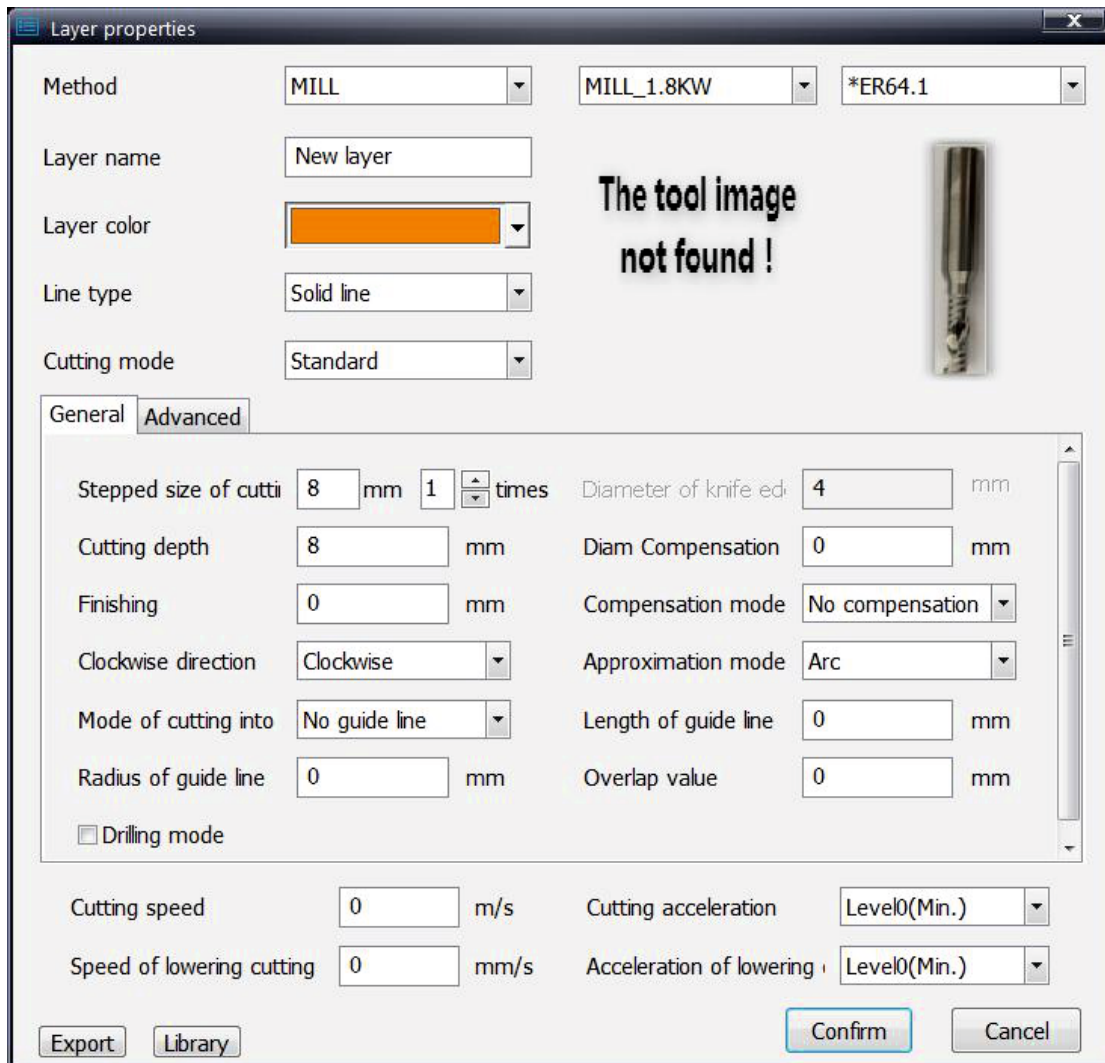 Layer properties
X
Method MILL MILL_1.8KW *ER64.1
Layer name New layer
The tool image
not found !
Layer color
Line type Solid line
Cutting mode Standard
General Advanced
Stepped size of cutti 8 mm 1 times Diameter of knife ed 4 mm
Cutting depth 8 mm Diam Compensation 0 mm
Finishing 0 mm Compensation mode No compensation
Clockwise direction Clockwise Approximation mode Arc
Mode of cutting into No guide line Length of guide line 0 mm
Radius of guide line 0 mm Overlap value 0 mm
Drilling mode
Cutting speed 0 m/s Cutting acceleration Level0(Min.)
Speed of lowering cutting 0 mm/s Acceleration of lowering Level0(Min.)
Export Library Confirm Cancel